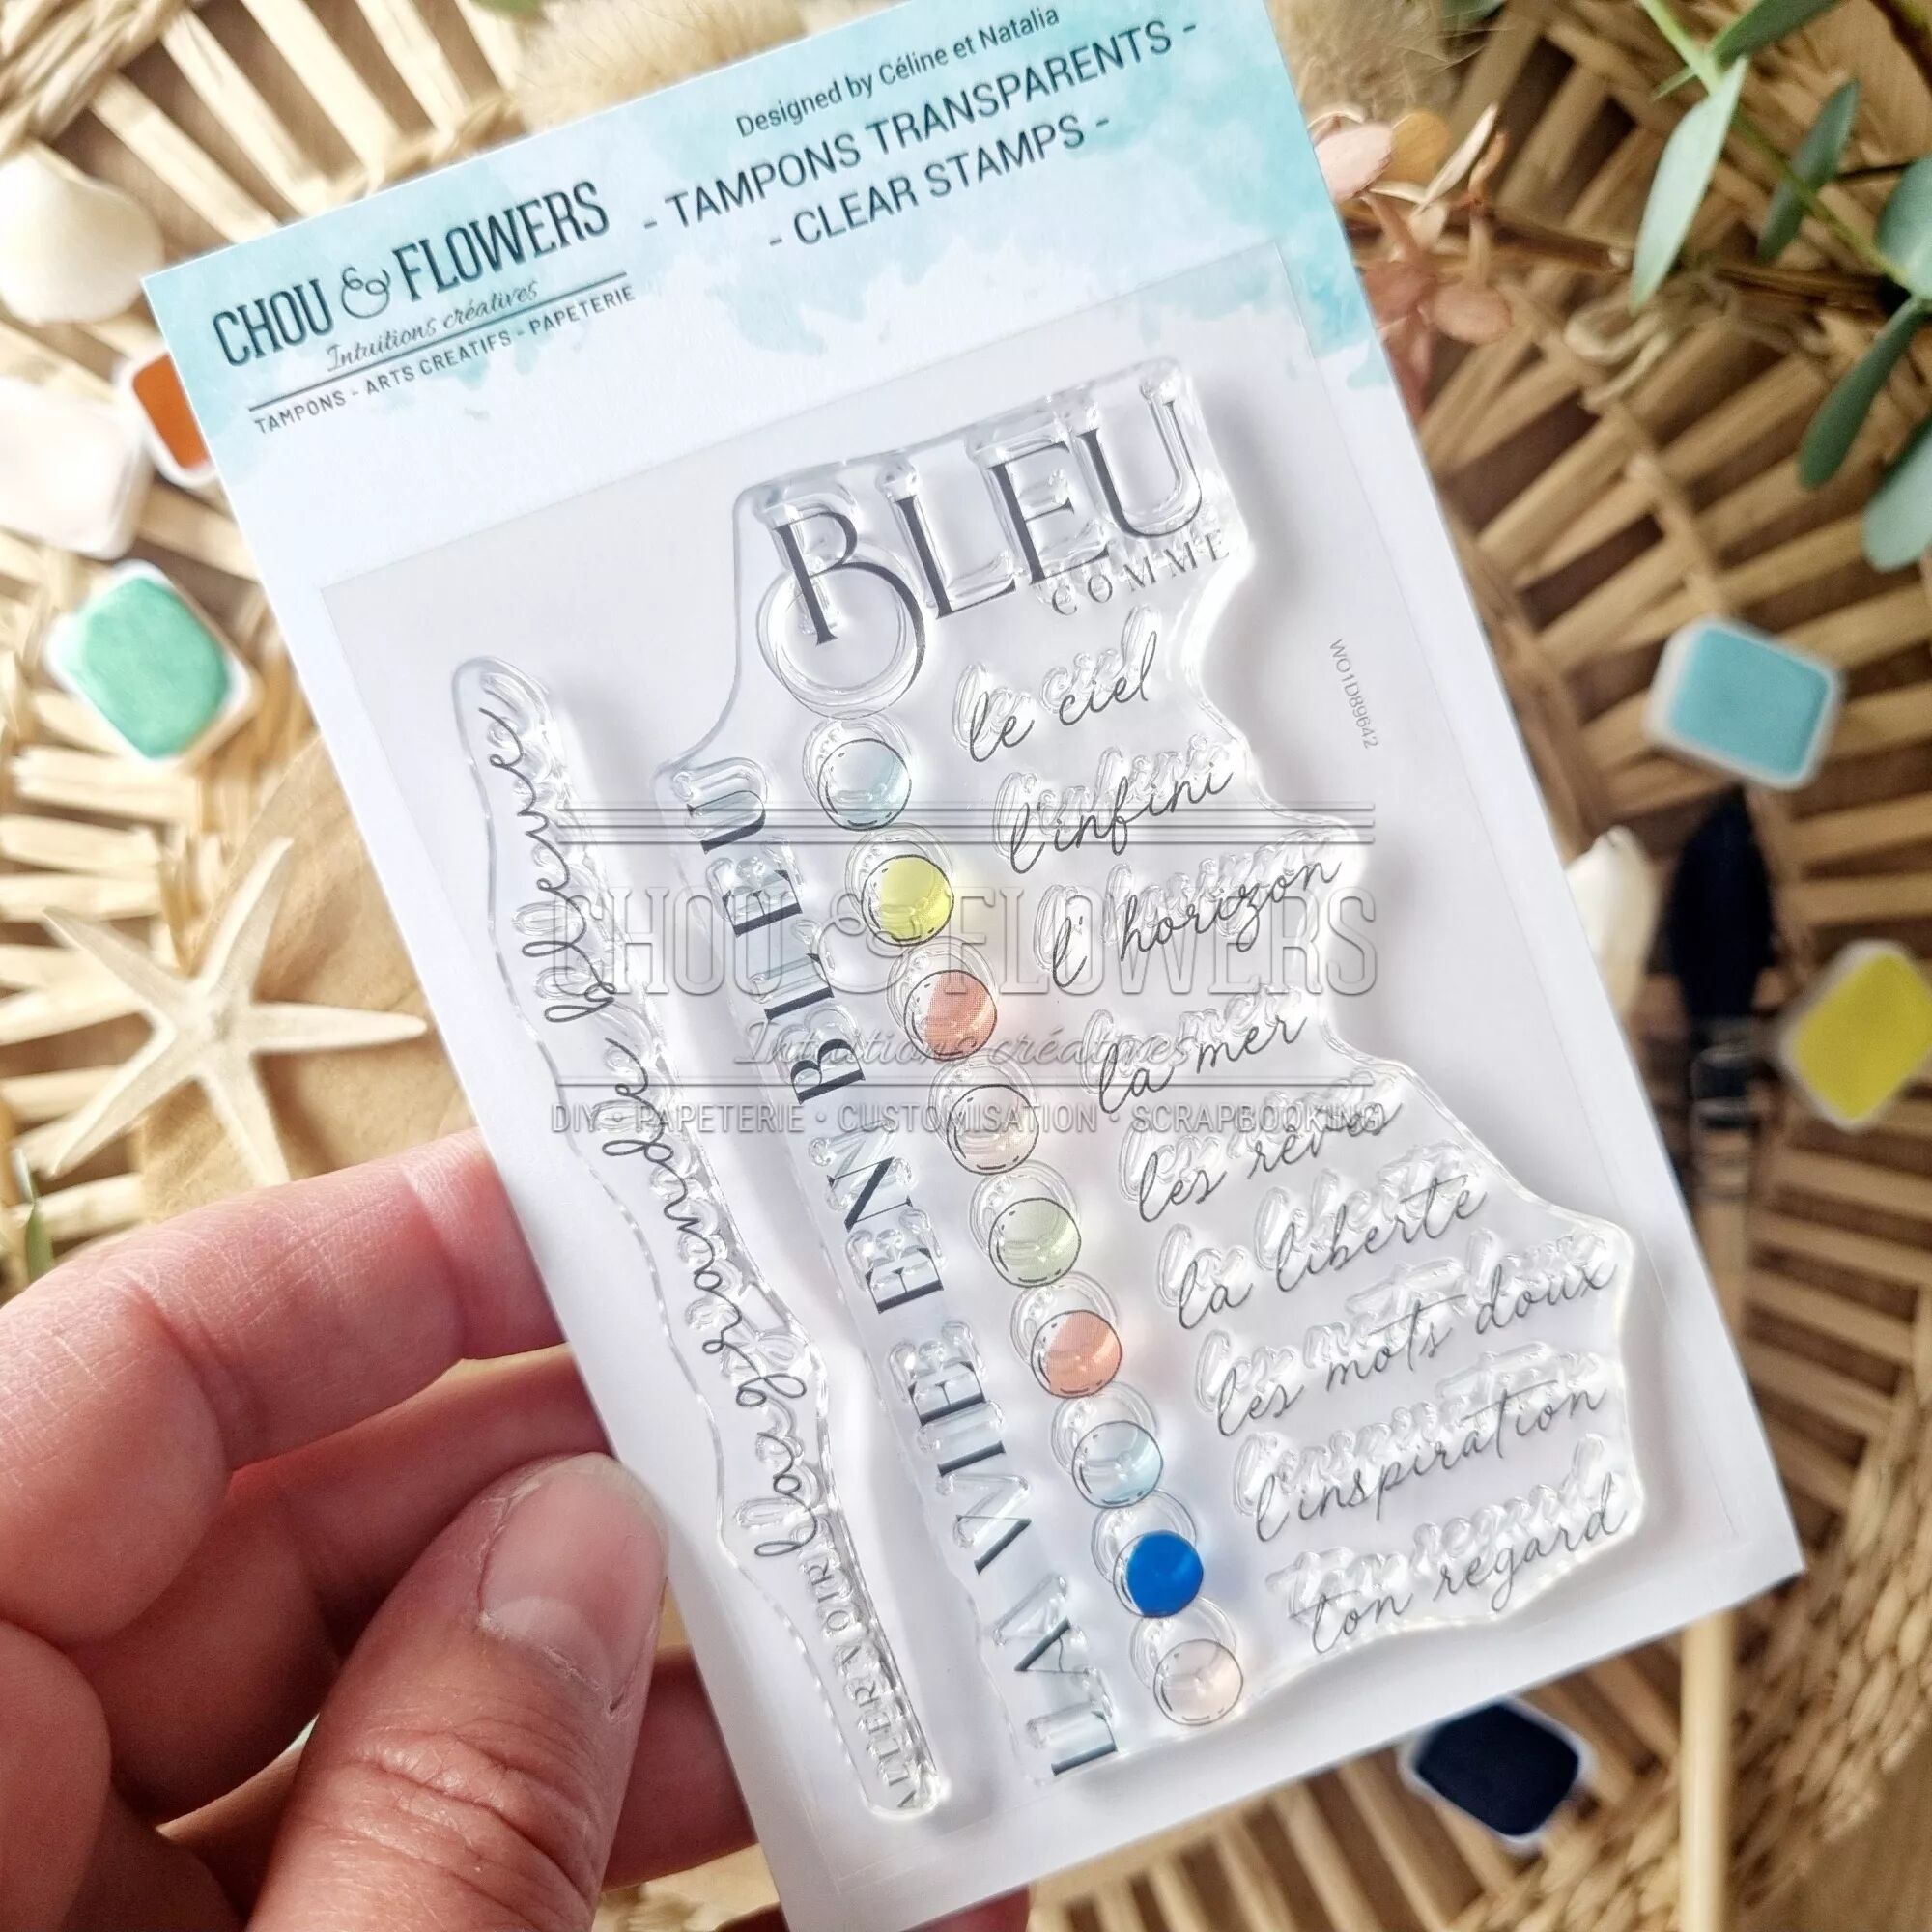 Designed by Céline et Natalia
- TAMPONS TRANSPARENTS -
- CLEAR STAMPS -
CHOU & FLOWERS
Intuitions créatives
TAMPONS - ARTS CREATIFS - PAPETERIE
BLEU
COMME
le ciel
l'infini
l'horizon
la mer
les rêves
la liberté
les mots doux
l'inspiration
ton regard
LA VIE EN BLEU
ALLER VOIR
la grande bleue
WO1D89642
CHOU & FLOWERS
Intuitions créatives
DIY • PAPETERIE • CUSTOMISATION • SCRAPBOOKING